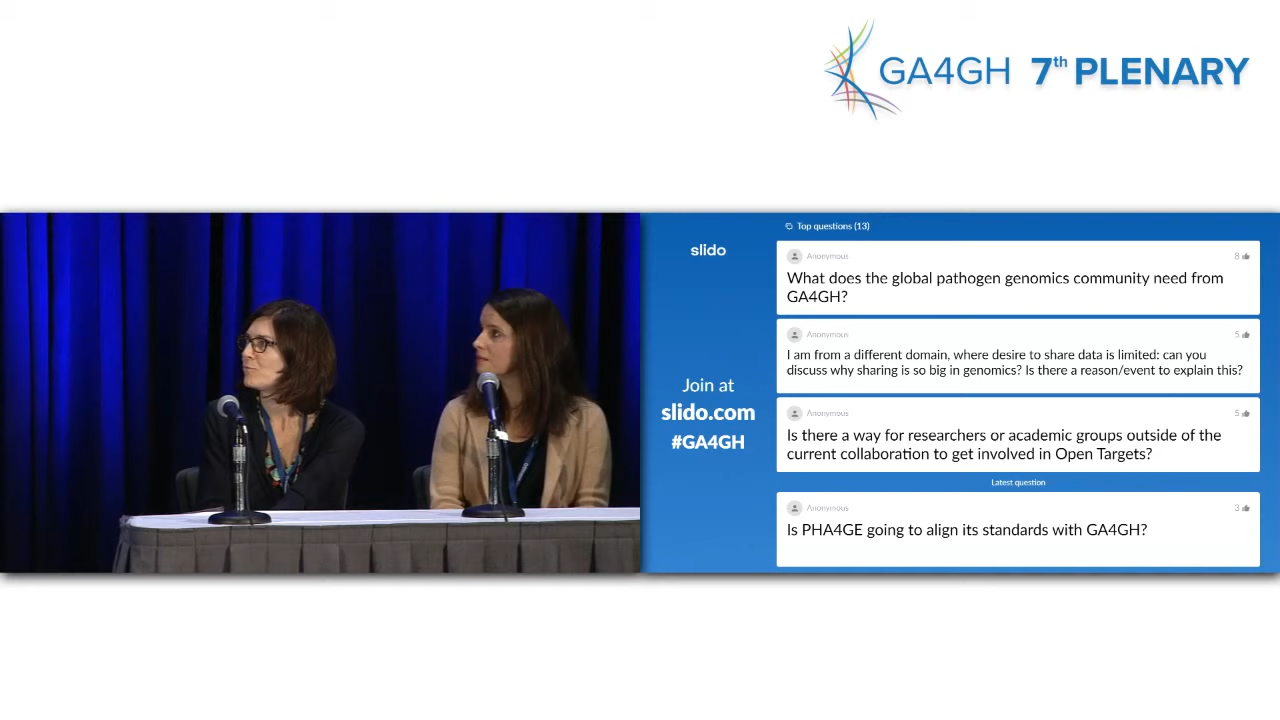 GA4GH 7th PLENARY
slido
Join at
slido.com
#GA4GH
Top questions (13)
Anonymous
8
What does the global pathogen genomics community need from
GA4GH?
Anonymous
5
I am from a different domain, where desire to share data is limited: can you
discuss why sharing is so big in genomics? Is there a reason/event to explain this?
Anonymous
5
Is there a way for researchers or academic groups outside of the
current collaboration to get involved in Open Targets?
Latest question
Anonymous
3
Is PHA4GE going to align its standards with GA4GH?